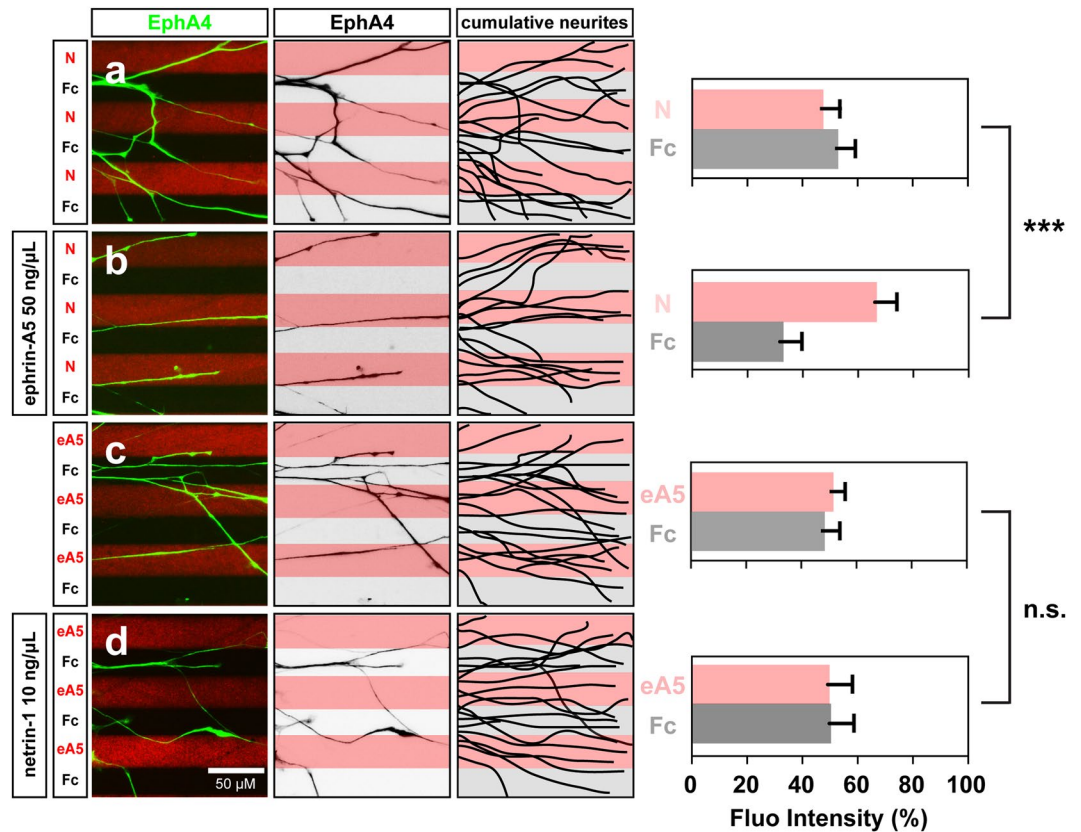 EphA4 EphA4 cumulative neurites
a
N
Fc
N
Fc
N
Fc
N
Fc
***
ephrin-A5 50 ng/µL
b
N
Fc
N
Fc
N
Fc
N
Fc
c
eA5
Fc
eA5
Fc
eA5
Fc
eA5
Fc
n.s.
netrin-1 10 ng/µL
d
eA5
Fc
eA5
Fc
eA5
Fc
50 µM
eA5
Fc
0 20 40 60 80 100
Fluo Intensity (%)